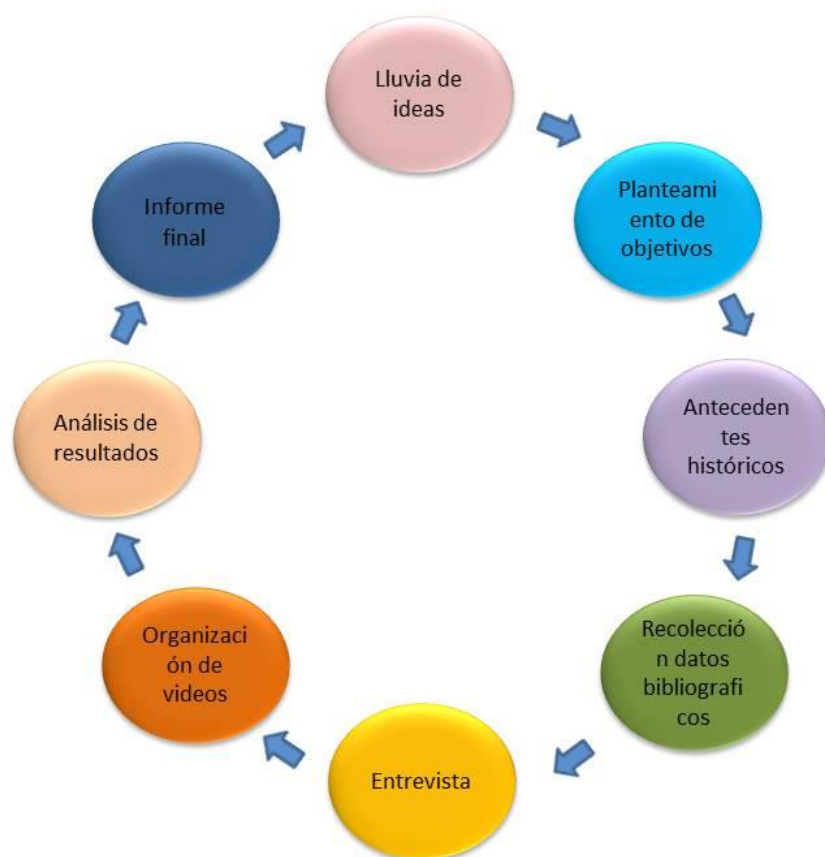 Lluvia de
ideas
Planteami
ento de
objetivos
Anteceden
tes
históricos
Recolecció
n datos
bibliografi
cos
Entrevista
Organizaci
ón de
videos
Análisis de
resultados
Informe
final